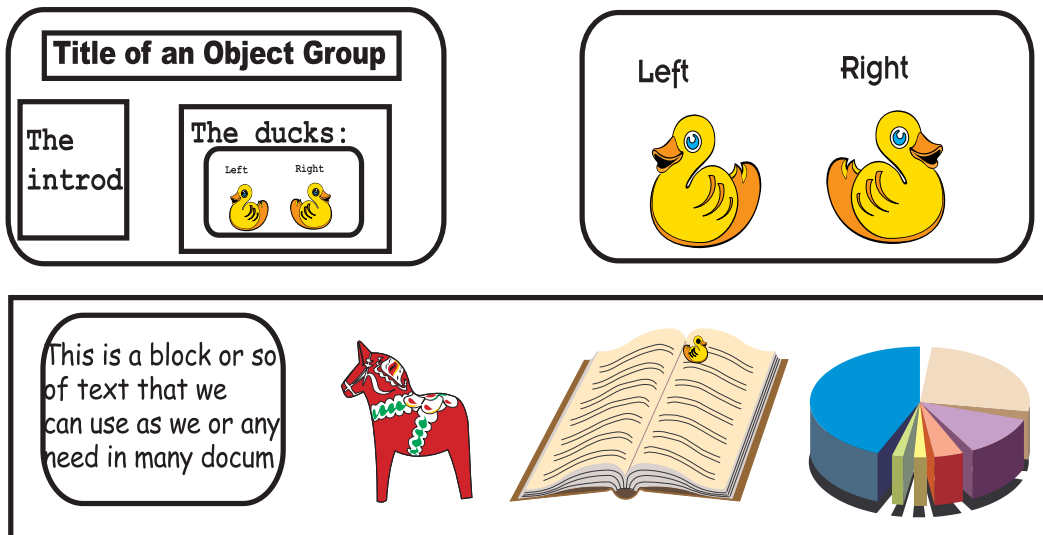 Title of an Object Group
The
introd
The ducks:
Left Right
Left Right
This is a block or so
of text that we
can use as we or any
need in many docum